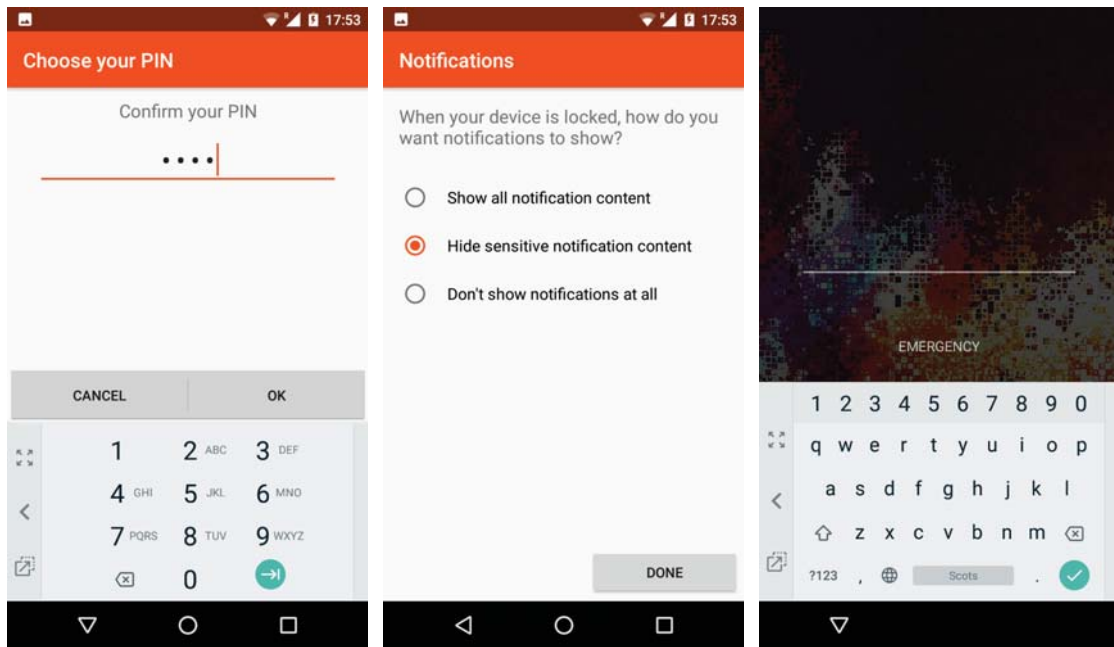 17:53
Choose your PIN
Confirm your PIN
••••
CANCEL OK
1 2 ABC 3 DEF
4 GHI 5 JKL 6 MNO
7 PQRS 8 TUV 9 WXYZ
0
17:53
Notifications
When your device is locked, how do you
want notifications to show?
Show all notification content
Hide sensitive notification content
Don't show notifications at all
DONE
EMERGENCY
1 2 3 4 5 6 7 8 9 0
q w e r t y u i o p
a s d f g h j k l
z x c v b n m
?123 , Scots .